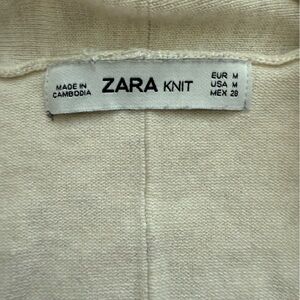 MADE IN
CAMBODIA
ZARA KNIT
EUR M
USA M
MEX 28